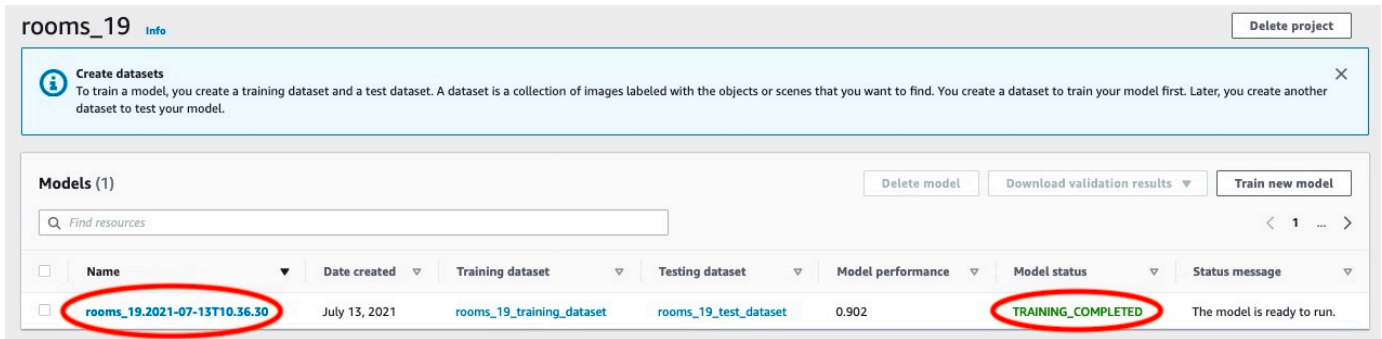 rooms_19 Info Delete project
Create datasets
To train a model, you create a training dataset and a test dataset. A dataset is a collection of images labeled with the objects or scenes that you want to find. You create a dataset to train your model first. Later, you create another
dataset to test your model.
Models (1) Delete model Download validation results Train new model
Find resources 1 ...
Name Date created Training dataset Testing dataset Model performance Model status Status message
rooms_19.2021-07-13T10.36.30 July 13, 2021 rooms_19_training_dataset rooms_19_test_dataset 0.902 TRAINING_COMPLETED The model is ready to run.